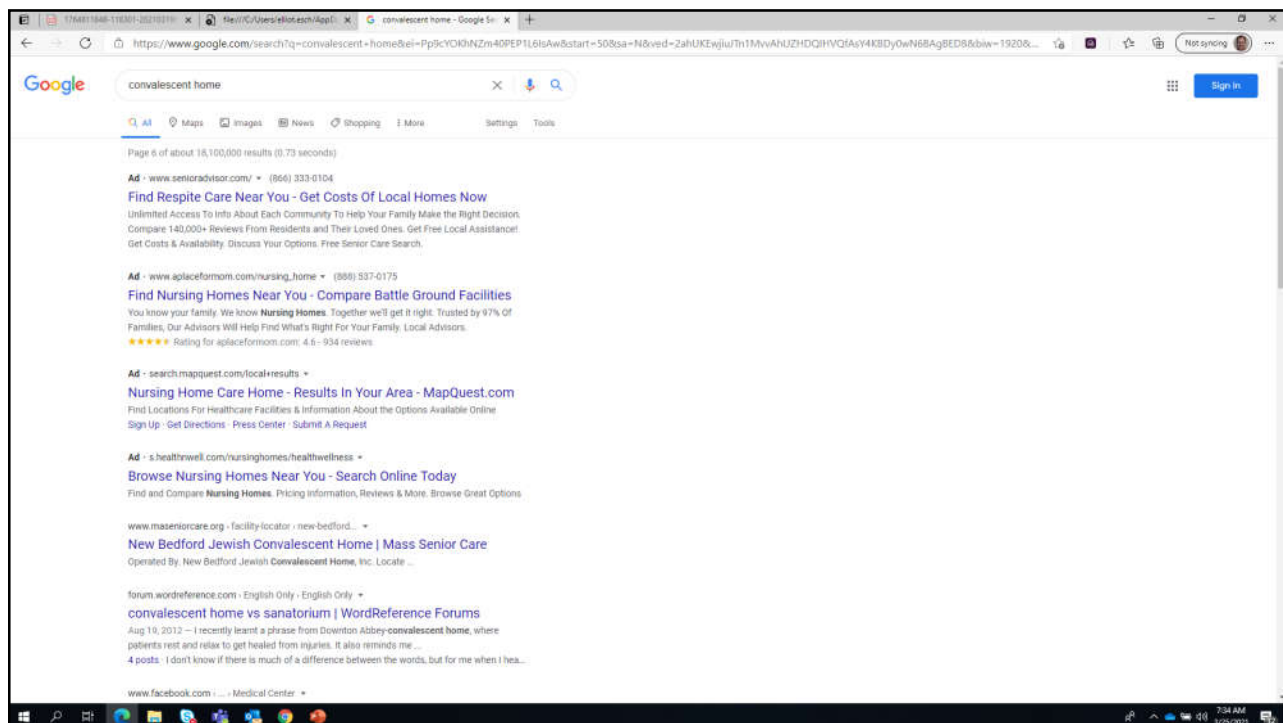 1764811646-118301-202103191
file:///C:/Users/elliot.esch/AppD
convalescent home - Google Se
https://www.google.com/search?q=convalescent+home&ei=
Not syncing
Google
convalescent home
Sign in
All Maps Images News Shopping More Settings Tools
Page 6 of about 18,100,000 results (0.73 seconds)
Ad · www.senioradvisor.com/ (866) 333-0104
Find Respite Care Near You - Get Costs Of Local Homes Now
Unlimited Access To Info About Each Community To Help Your Family Make the Right Decision.
Compare 140,000+ Reviews From Residents and Their Loved Ones. Get Free Local Assistance!
Get Costs & Availability. Discuss Your Options. Free Senior Care Search.
Ad · www.aplaceformom.com/nursing_home (888) 537-0175
Find Nursing Homes Near You - Compare Battle Ground Facilities
You know your family. We know Nursing Homes. Together we'll get it right. Trusted by 97% Of
Families, Our Advisors Will Help Find What's Right For Your Family. Local Advisors.
Rating for aplaceformom.com: 4.6 - 934 reviews
Ad · search.mapquest.com/local+results
Nursing Home Care Home - Results In Your Area - MapQuest.com
Find Locations For Healthcare Facilities & Information About the Options Available Online
Sign Up · Get Directions · Press Center · Submit A Request
Ad · s.healthnwell.com/nursinghomes/healthwellness
Browse Nursing Homes Near You - Search Online Today
Find and Compare Nursing Homes. Pricing Information, Reviews & More. Browse Great Options
www.maseniorcare.org › facility-locator › new-bedford...
New Bedford Jewish Convalescent Home | Mass Senior Care
Operated By. New Bedford Jewish Convalescent Home, Inc. Locate ...
forum.wordreference.com › English Only › English Only
convalescent home vs sanatorium | WordReference Forums
Aug 19, 2012 — I recently learnt a phrase from Downton Abbey-convalescent home, where
patients rest and relax to get healed from injuries. It also reminds me ...
4 posts · I don't know if there is much of a difference between the words, but for me when I hea...
www.facebook.com › ... › Medical Center
7:34 AM
3/25/2021